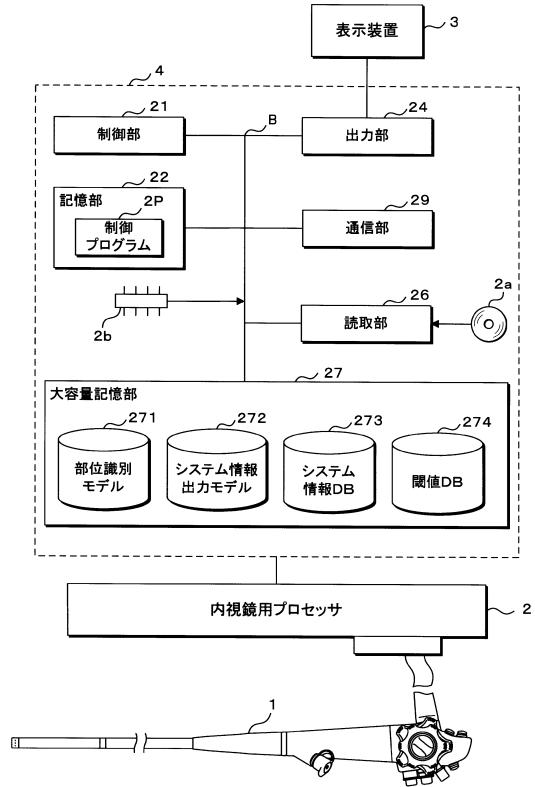 表示装置
3
4
21
制御部
B
24
出力部
22
記憶部
2P
制御
プログラム
29
通信部
2b
26
読取部
2a
27
大容量記憶部
271
部位識別
モデル
272
システム情報
出力モデル
273
システム
情報DB
274
閾値DB
内視鏡用プロセッサ
2
1